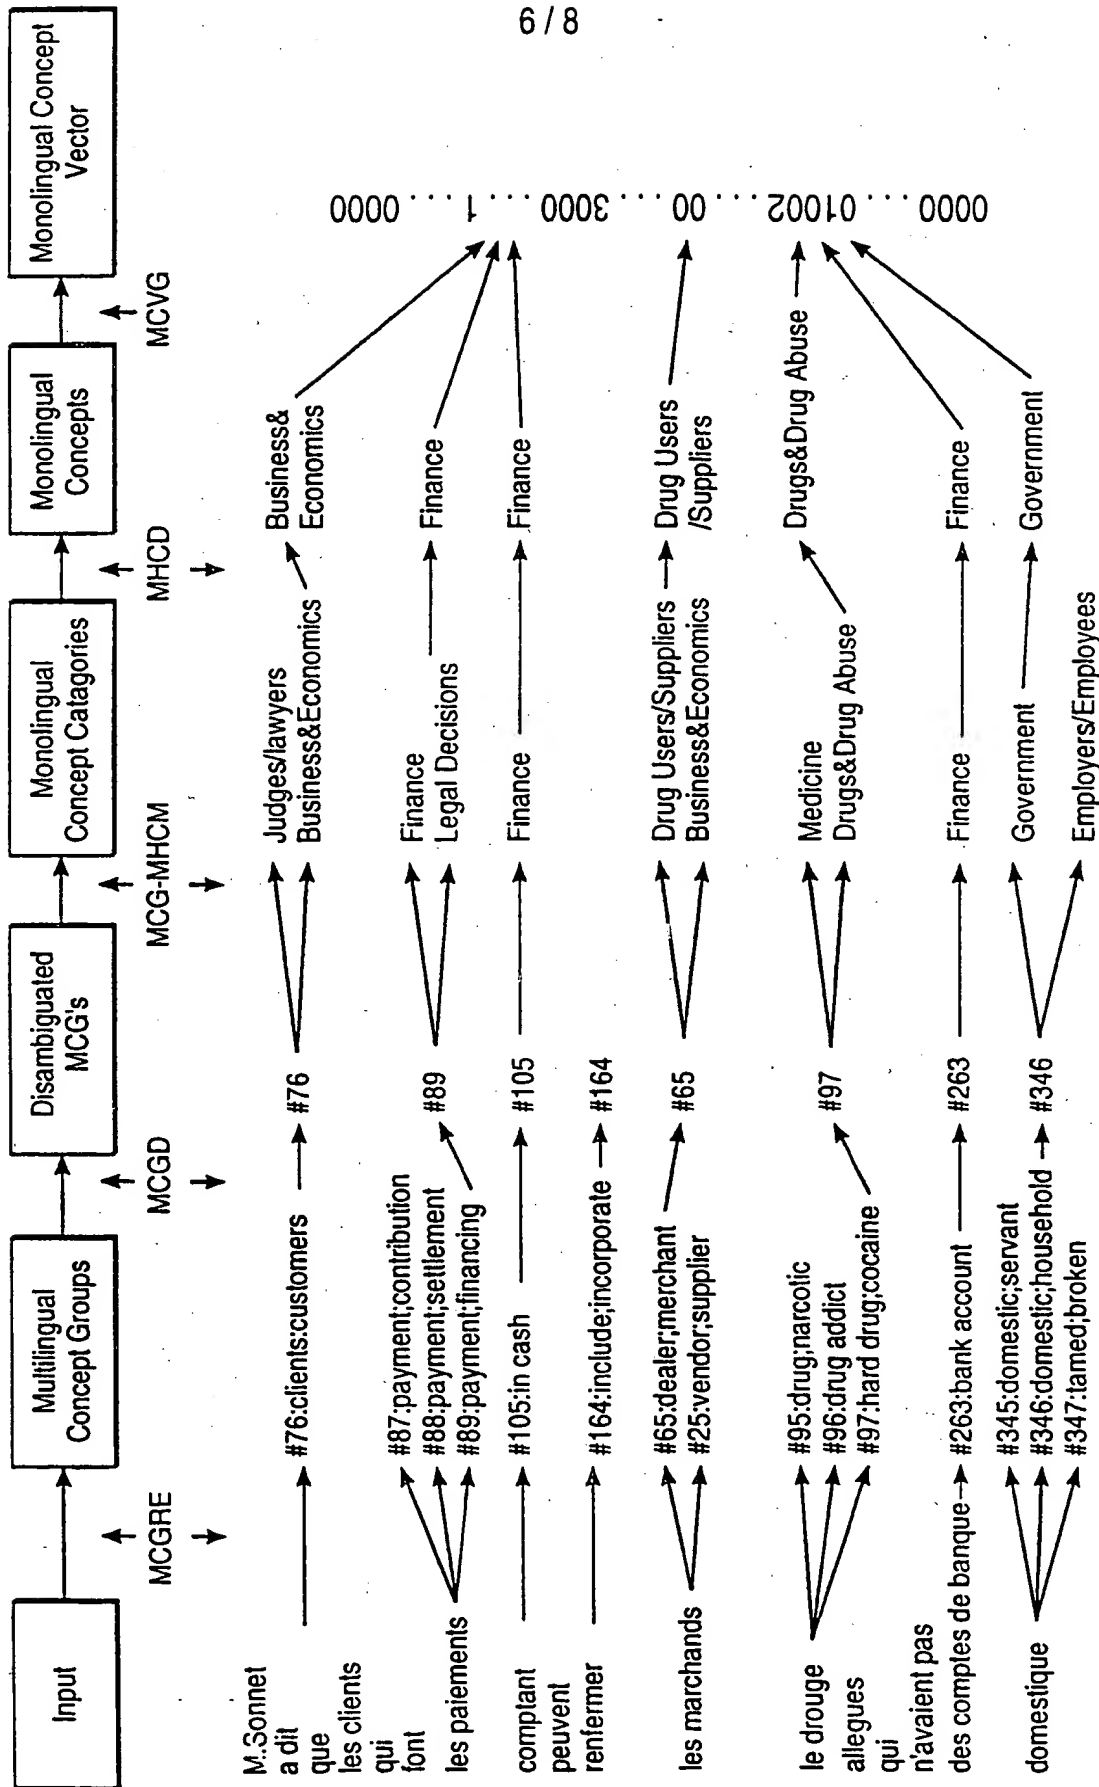 8 / 9
Input
Multilingual
Concept Groups
Disambiguated
MCG's
Monolingual
Concept Catagories
Monolingual
Concepts
Monolingual Concept
Vector
MCGRE
MCGD
MCG-MHCM
MHCD
MCVG
M.Sonnet
a dit
que
les clients
qui
font
les paiements
comptant
peuvent
renfermer
les marchands
le drouge
allegues
qui
n'avaient pas
des comptes de banque
domestique
#76:clients:customers
#87:payment;contribution
#88:payment;settlement
#89:payment;financing
#105:in cash
#164:include;incorporate
#65:dealer;merchant
#25:vendor;supplier
#95:drug;narcotic
#96:drug addict
#97:hard drug;cocaine
#263:bank account
#345:domestic;servant
#346:domestic;household
#347:tamed;broken
#76
#89
#105
#164
#65
#97
#263
#346
Judges/lawyers
Business&Economics
Finance
Legal Decisions
Finance
Drug Users/Suppliers
Business&Economics
Medicine
Drugs&Drug Abuse
Finance
Government
Employers/Employees
Business&
Economics
Finance
Finance
Drug Users
/Suppliers
Drugs&Drug Abuse
Finance
Government
0000 . . . 01002 . . . 00 . . . 3000 . . . 1 . . . 0000